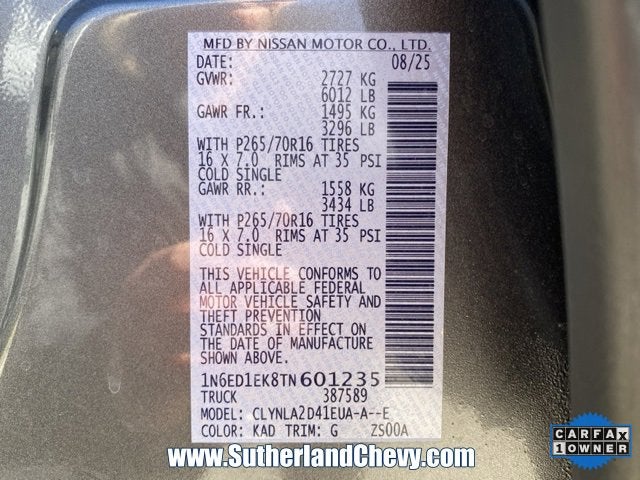 MFD BY NISSAN MOTOR CO., LTD.
DATE: 08/25
GVWR: 2727 KG
6012 LB
GAWR FR.: 1495 KG
3296 LB
WITH P265/70R16 TIRES
16 X 7.0 RIMS AT 35 PSI
COLD SINGLE
GAWR RR.: 1558 KG
3434 LB
WITH P265/70R16 TIRES
16 X 7.0 RIMS AT 35 PSI
COLD SINGLE
THIS VEHICLE CONFORMS TO
ALL APPLICABLE FEDERAL
MOTOR VEHICLE SAFETY AND
THEFT PREVENTION
STANDARDS IN EFFECT ON
THE DATE OF MANUFACTURE
SHOWN ABOVE.
1N6ED1EK8TN601235
TRUCK 387589
MODEL: CLYNLA2D41EUA-A--E
COLOR: KAD TRIM: G ZS00A
www.SutherlandChevy.com
CARFAX
1 OWNER